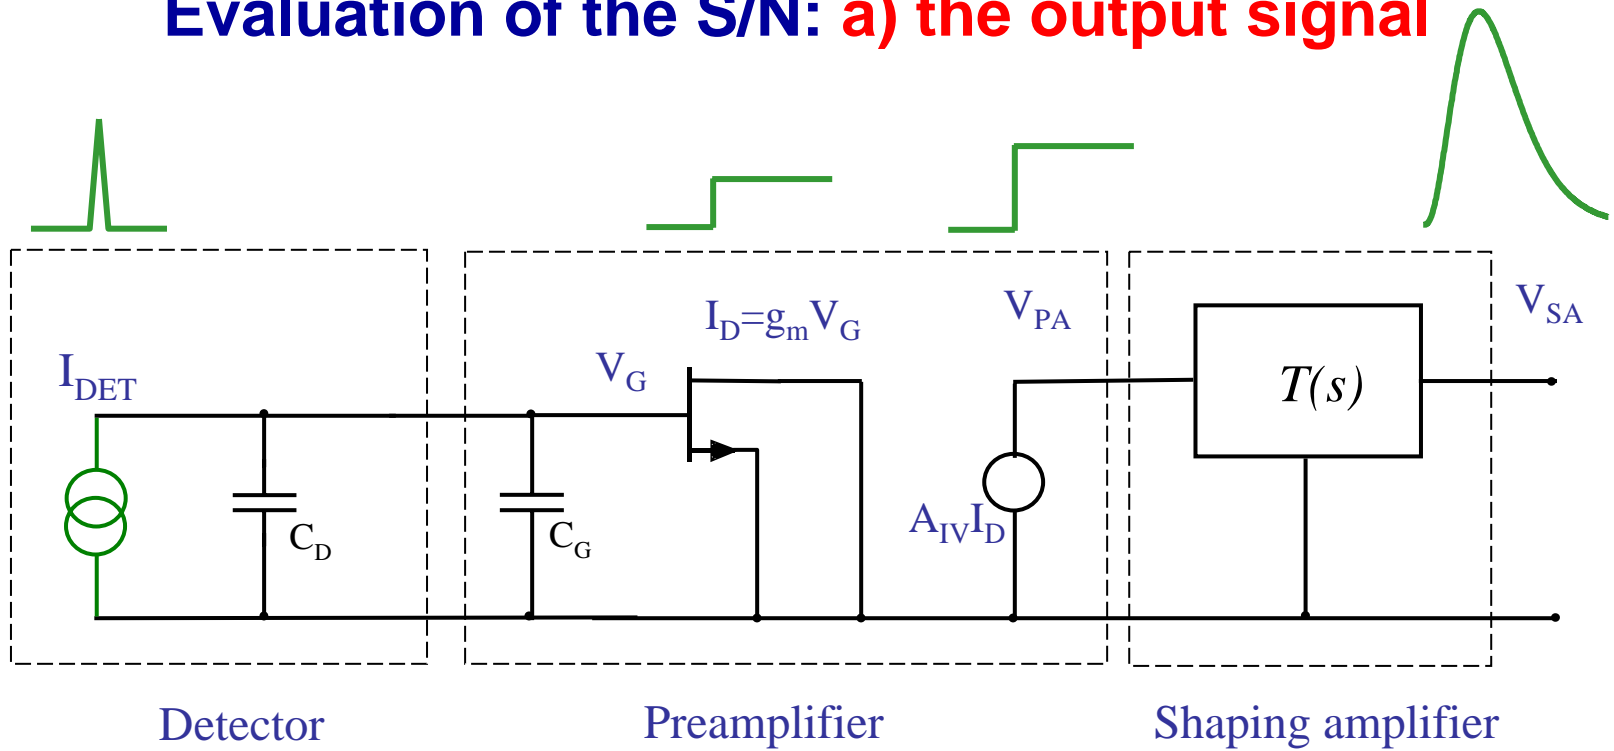 Evaluation of the S/N: a) the output signal
I_DET
C_D
C_G
V_G
I_D=g_mV_G
V_PA
A_IVI_D
T(s)
V_SA
Detector
Preamplifier
Shaping amplifier